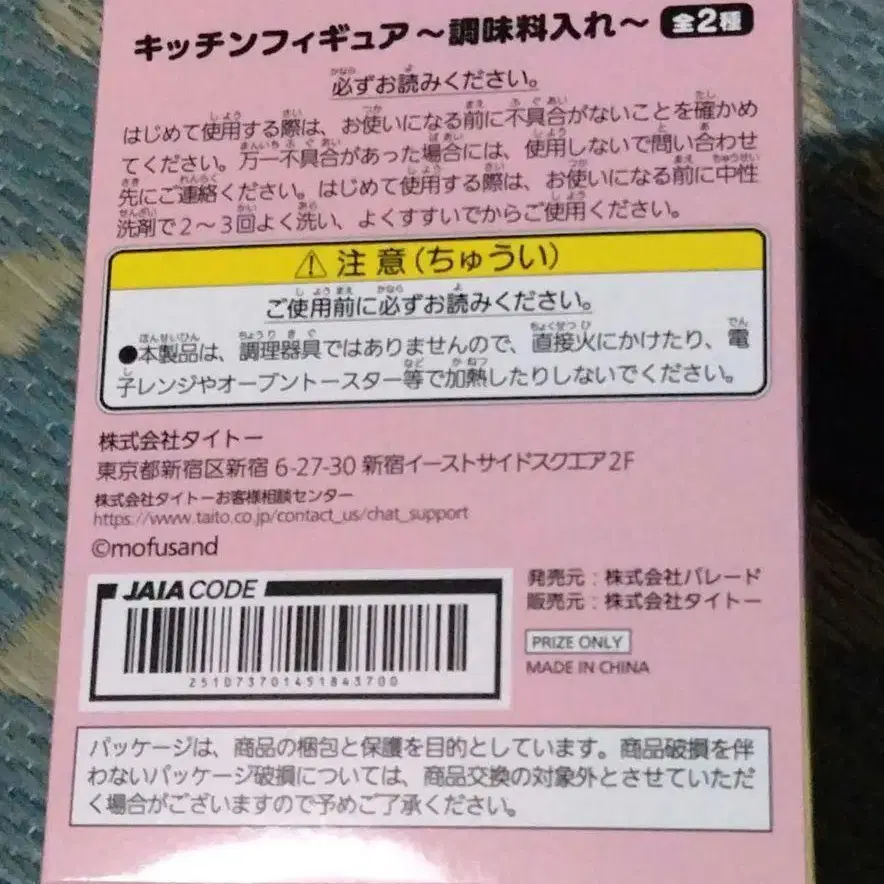 キッチンフィギュア～調味料入れ～ 全2種
必ずお読みください。
はじめて使用する際は、お使いになる前に不具合がないことを確かめ
てください。万一不具合があった場合には、使用しないで問い合わせ
先にご連絡ください。はじめて使用する際は、お使いになる前に中性
洗剤で2～3回よく洗い、よくすすいでからご使用ください。
⚠注意(ちゅうい)
ご使用前に必ずお読みください。
●本製品は、調理器具ではありませんので、直接火にかけたり、電
子レンジやオーブントースター等で加熱したりしないでください。
株式会社タイトー
東京都新宿区新宿 6-27-30 新宿イーストサイドスクエア2F
株式会社タイトーお客様相談センター
https://www.taito.co.jp/contact_us/chat_support
©mofusand
JAIA CODE
251073701451843700
発売元：株式会社パレード
販売元：株式会社タイトー
PRIZE ONLY
MADE IN CHINA
パッケージは、商品の梱包と保護を目的としています。商品破損を伴
わないパッケージ破損については、商品交換の対象外とさせていただ
く場合がございますので予めご了承ください。